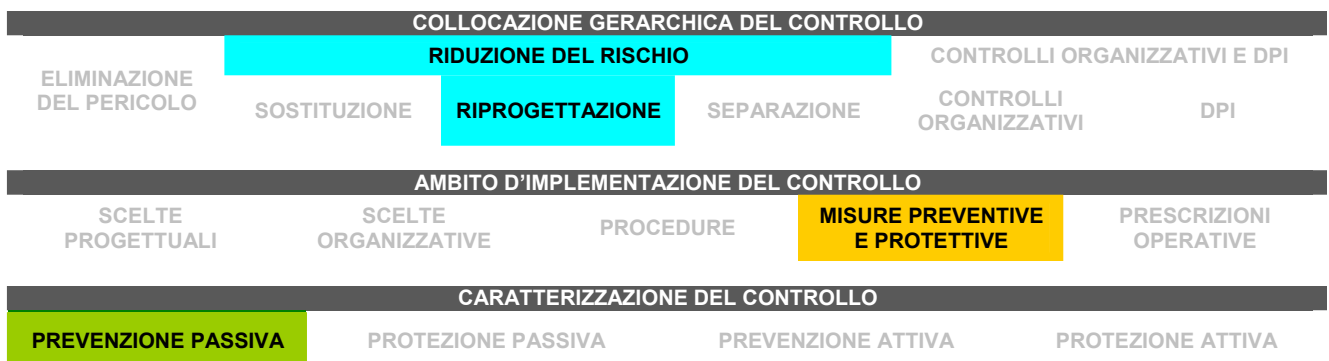 COLLOCAZIONE GERARCHICA DEL CONTROLLO
ELIMINAZIONE
DEL PERICOLO
RIDUZIONE DEL RISCHIO
CONTROLLI ORGANIZZATIVI E DPI
SOSTITUZIONE
RIPROGETTAZIONE
SEPARAZIONE
CONTROLLI
ORGANIZZATIVI
DPI
AMBITO D'IMPLEMENTAZIONE DEL CONTROLLO
SCELTE
PROGETTUALI
SCELTE
ORGANIZZATIVE
PROCEDURE
MISURE PREVENTIVE
E PROTETTIVE
PRESCRIZIONI
OPERATIVE
CARATTERIZZAZIONE DEL CONTROLLO
PREVENZIONE PASSIVA
PROTEZIONE PASSIVA
PREVENZIONE ATTIVA
PROTEZIONE ATTIVA